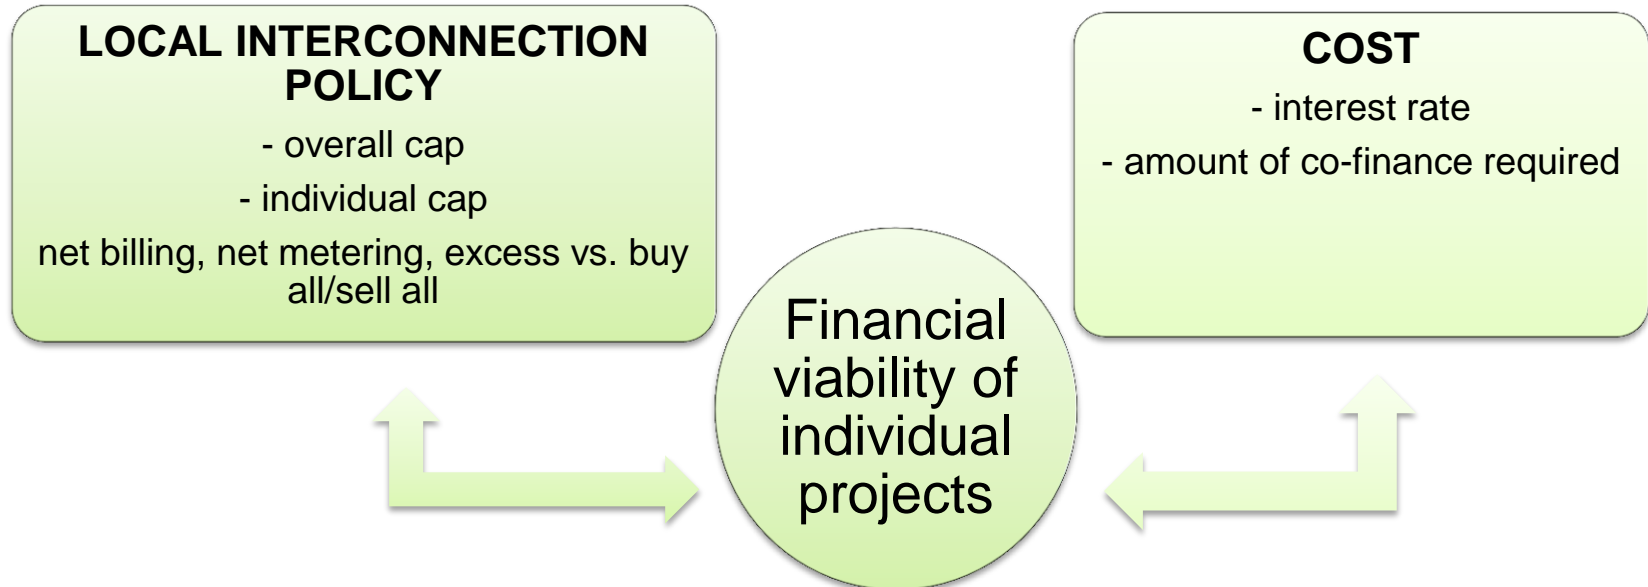 LOCAL INTERCONNECTION
POLICY
- overall cap
- individual cap
net billing, net metering, excess vs. buy
all/sell all
COST
- interest rate
- amount of co-finance required
Financial
viability of
individual
projects